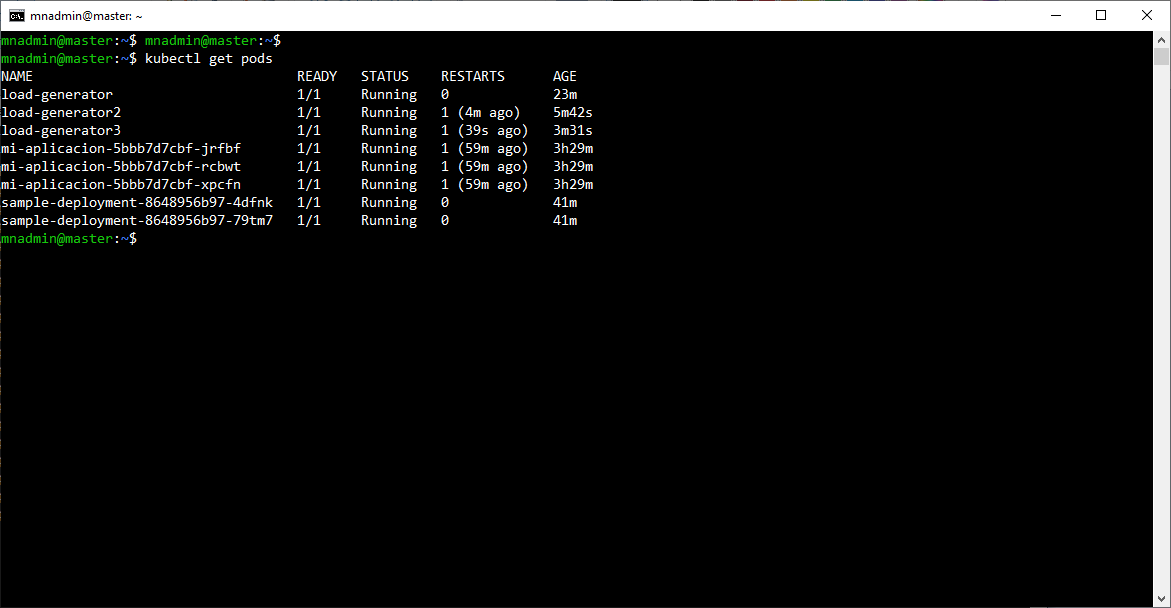 mnadmin@master: ~
mnadmin@master:~$ mnadmin@master:~$
mnadmin@master:~$ kubectl get pods
NAME                                 READY   STATUS    RESTARTS      AGE
load-generator                       1/1     Running   0             23m
load-generator2                      1/1     Running   1 (4m ago)    5m42s
load-generator3                      1/1     Running   1 (39s ago)   3m31s
mi-aplicacion-5bbb7d7cbf-jrfbf       1/1     Running   1 (59m ago)   3h29m
mi-aplicacion-5bbb7d7cbf-rcbwt       1/1     Running   1 (59m ago)   3h29m
mi-aplicacion-5bbb7d7cbf-xpcfn       1/1     Running   1 (59m ago)   3h29m
sample-deployment-8648956b97-4dfnk   1/1     Running   0             41m
sample-deployment-8648956b97-79tm7   1/1     Running   0             41m
mnadmin@master:~$